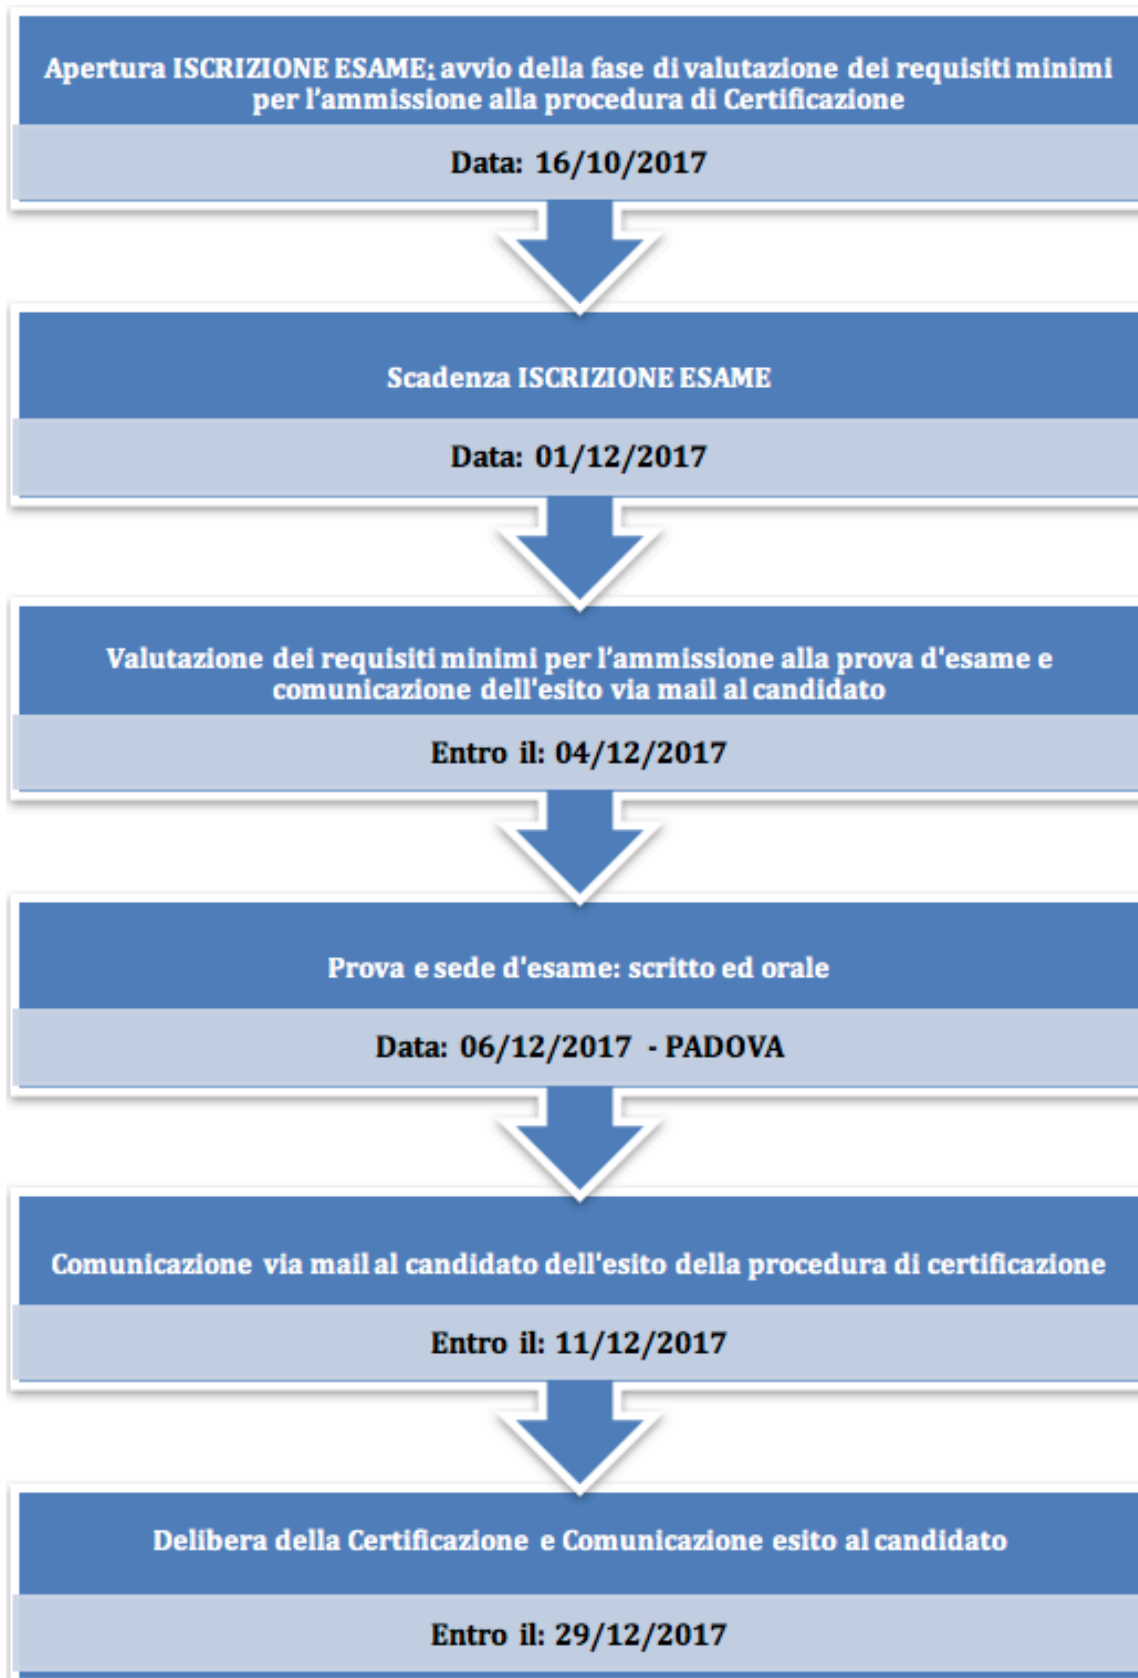 Apertura ISCRIZIONE ESAME; avvio della fase di valutazione dei requisiti minimi
per l'ammissione alla procedura di Certificazione
Data: 16/10/2017
Scadenza ISCRIZIONE ESAME
Data: 01/12/2017
Valutazione dei requisiti minimi per l'ammissione alla prova d'esame e
comunicazione dell'esito via mail al candidato
Entro il: 04/12/2017
Prova e sede d'esame: scritto ed orale
Data: 06/12/2017 - PADOVA
Comunicazione via mail al candidato dell'esito della procedura di certificazione
Entro il: 11/12/2017
Delibera della Certificazione e Comunicazione esito al candidato
Entro il: 29/12/2017